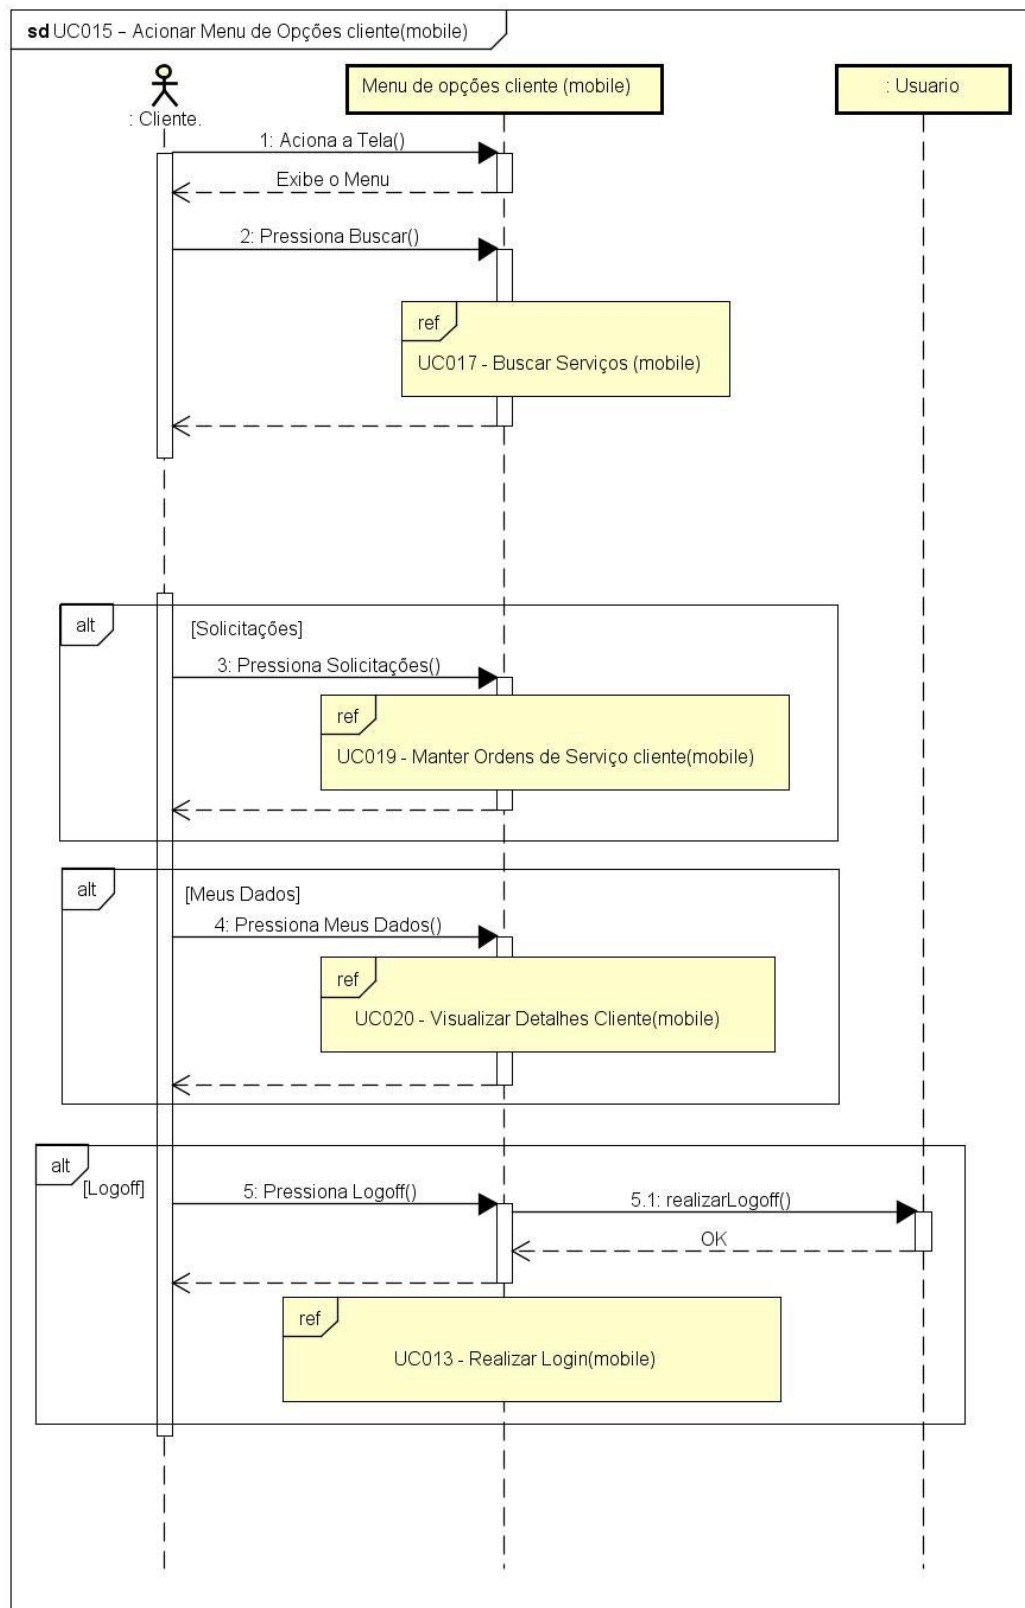 sd UC015 – Acionar Menu de Opções cliente(mobile)
: Cliente.
Menu de opções cliente (mobile)
: Usuario
1: Aciona a Tela()
Exibe o Menu
2: Pressiona Buscar()
ref
UC017 - Buscar Serviços (mobile)
alt
[Solicitações]
3: Pressiona Solicitações()
ref
UC019 - Manter Ordens de Serviço cliente(mobile)
alt
[Meus Dados]
4: Pressiona Meus Dados()
ref
UC020 - Visualizar Detalhes Cliente(mobile)
alt
[Logoff]
5: Pressiona Logoff()
5.1: realizarLogoff()
OK
ref
UC013 - Realizar Login(mobile)